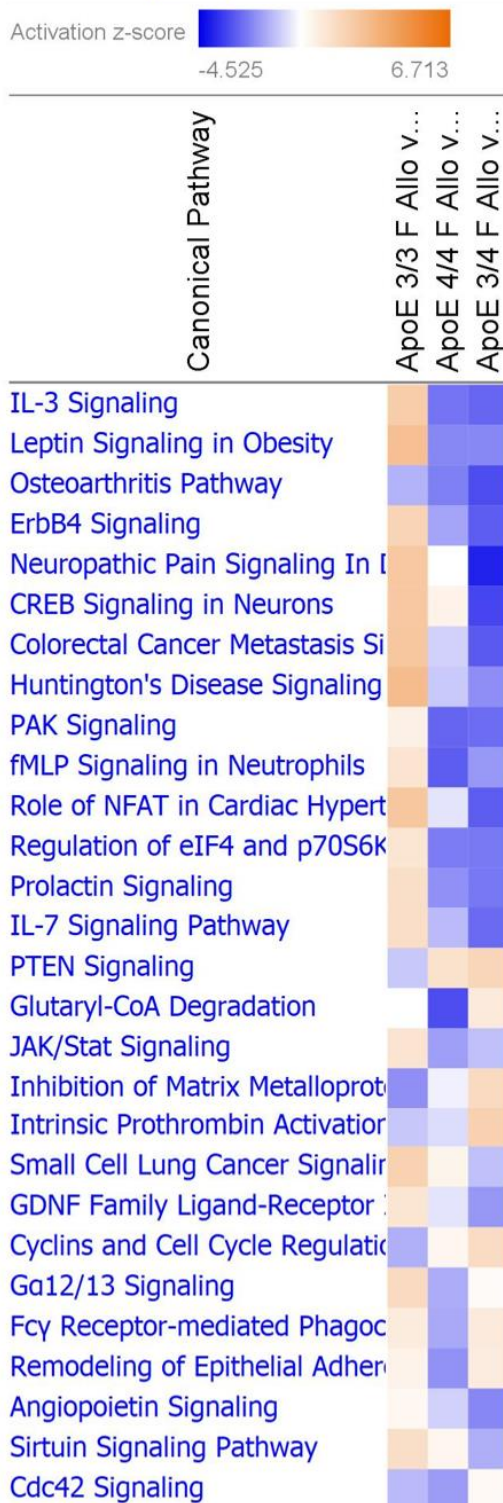 Activation z-score
-4.525 6.713
Canonical Pathway
ApoE 3/3 F Allo v...
ApoE 4/4 F Allo v...
ApoE 3/4 F Allo v...
IL-3 Signaling
Leptin Signaling in Obesity
Osteoarthritis Pathway
ErbB4 Signaling
Neuropathic Pain Signaling In
CREB Signaling in Neurons
Colorectal Cancer Metastasis Si
Huntington's Disease Signaling
PAK Signaling
fMLP Signaling in Neutrophils
Role of NFAT in Cardiac Hypert
Regulation of eIF4 and p70S6K
Prolactin Signaling
IL-7 Signaling Pathway
PTEN Signaling
Glutaryl-CoA Degradation
JAK/Stat Signaling
Inhibition of Matrix Metalloprote
Intrinsic Prothrombin Activation
Small Cell Lung Cancer Signalin
GDNF Family Ligand-Receptor
Cyclins and Cell Cycle Regulatio
Gα12/13 Signaling
Fcγ Receptor-mediated Phagoc
Remodeling of Epithelial Adhere
Angiopoietin Signaling
Sirtuin Signaling Pathway
Cdc42 Signaling